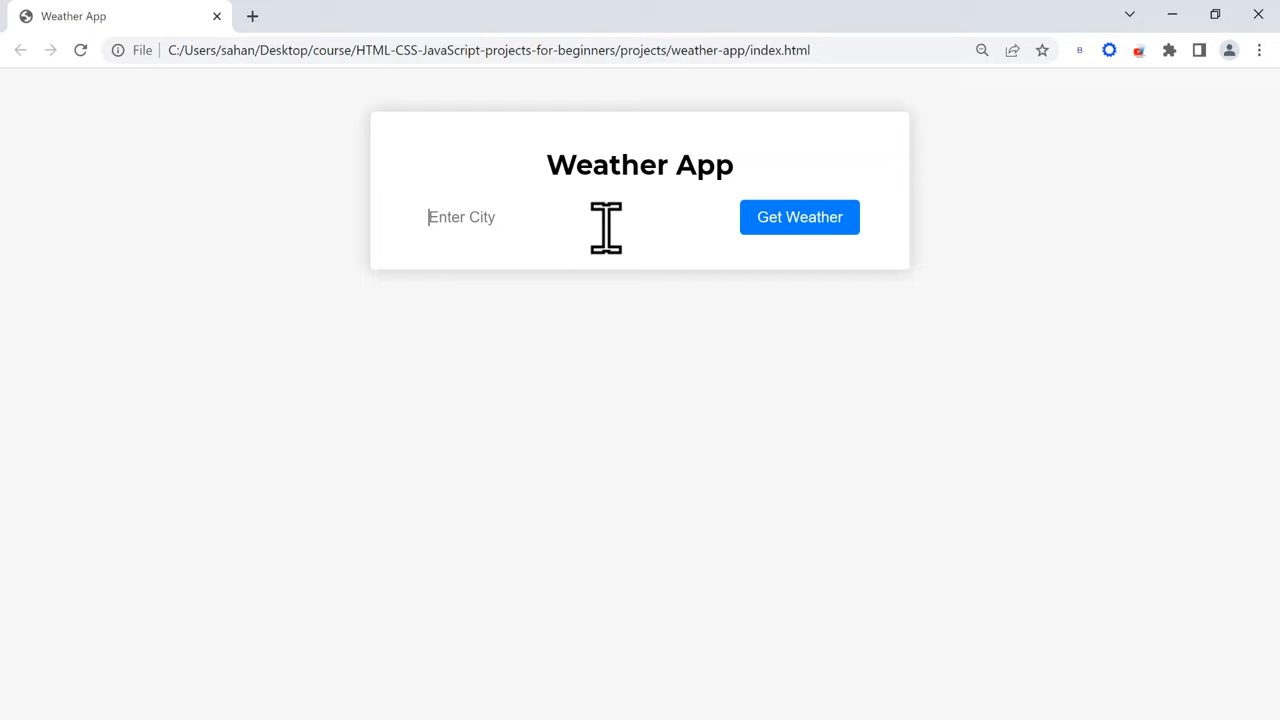 Weather App
File
C:/Users/sahan/Desktop/course/HTML-CSS-JavaScript-projects-for-beginners/projects/weather-app/index.html
B
Weather App
Enter City
Get Weather